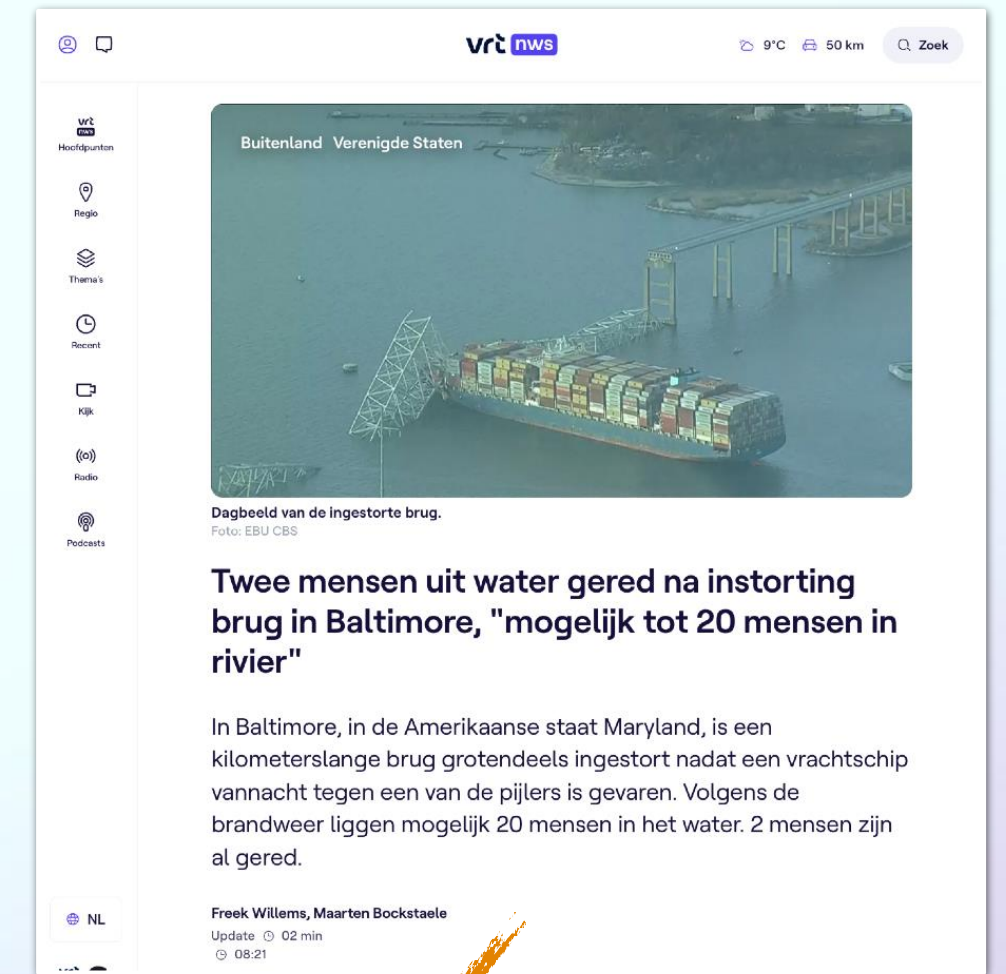 vrt nws
9°C
50 km
Zoek
vrt
nws
Hoofdpunten
Regio
Thema's
Recent
Kijk
Radio
Podcasts
NL
Buitenland Verenigde Staten
Dagbeeld van de ingestorte brug.
Foto: EBU CBS
Twee mensen uit water gered na instorting
brug in Baltimore, "mogelijk tot 20 mensen in
rivier"
In Baltimore, in de Amerikaanse staat Maryland, is een
kilometerslange brug grotendeels ingestort nadat een vrachtschip
vannacht tegen een van de pijlers is gevaren. Volgens de
brandweer liggen mogelijk 20 mensen in het water. 2 mensen zijn
al gered.
Freek Willems, Maarten Bockstaele
Update 02 min
08:21